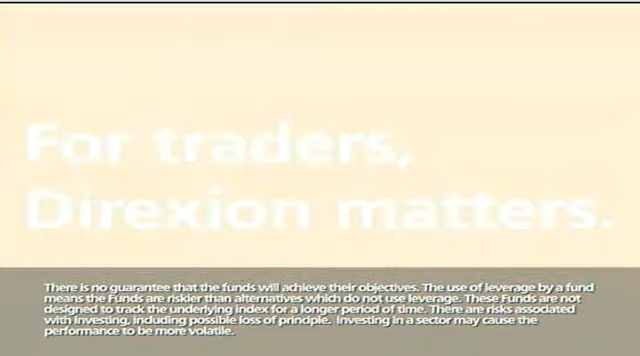 For traders,
Direxion matters.
There is no guarantee that the funds will achieve their objectives. The use of leverage by a fund
means the Funds are riskier than alternatives which do not use leverage. These Funds are not
designed to track the underlying index for a longer period of time. There are risks associated
with investing, including possible loss of principle. Investing in a sector may cause the
performance to be more volatile.